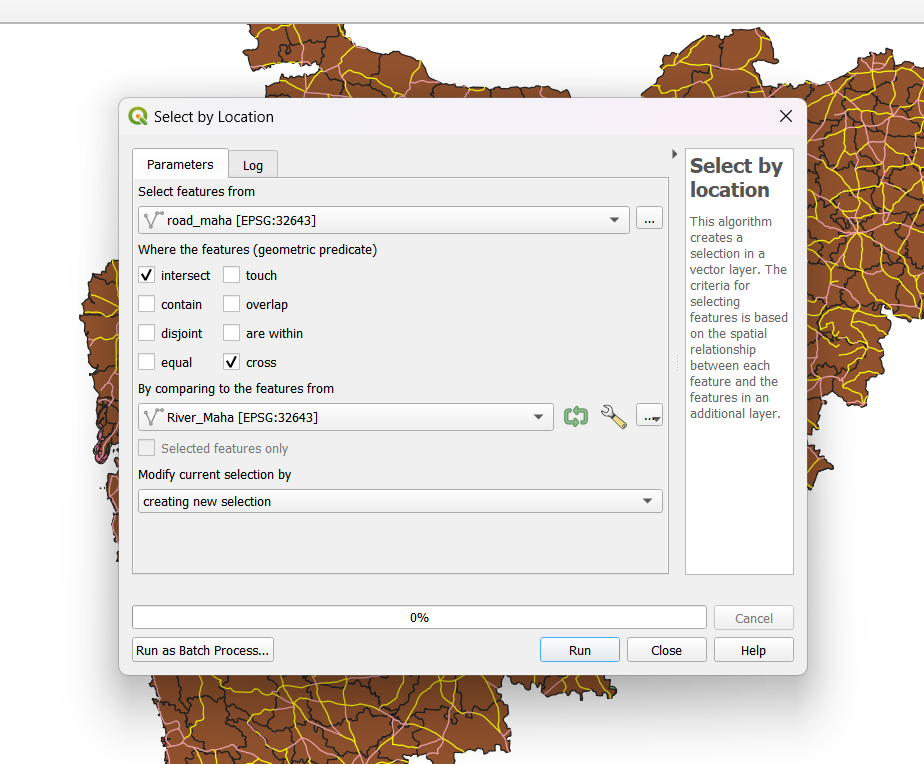 Select by Location
Parameters
Log
Select features from
road_maha [EPSG:32643]
...
Where the features (geometric predicate)
intersect
touch
contain
overlap
disjoint
are within
equal
cross
By comparing to the features from
River_Maha [EPSG:32643]
...
Selected features only
Modify current selection by
creating new selection
Select by
location
This algorithm
creates a
selection in a
vector layer. The
criteria for
selecting
features is based
on the spatial
relationship
between each
feature and the
features in an
additional layer.
0%
Cancel
Run as Batch Process...
Run
Close
Help